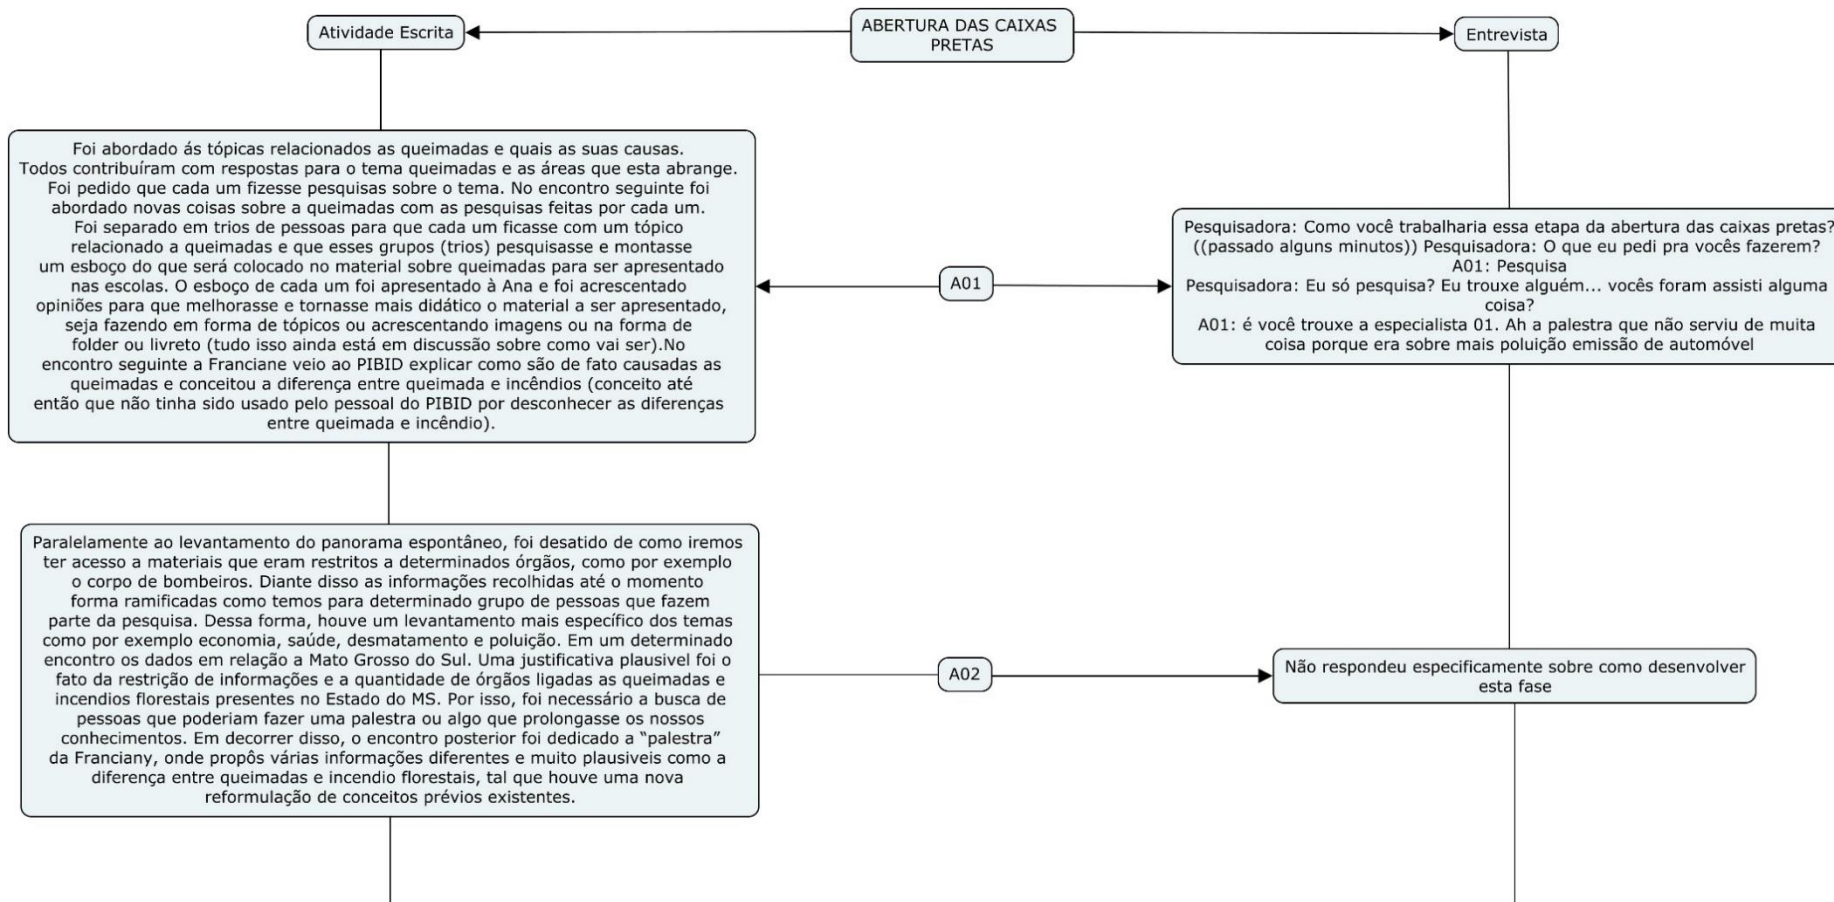 ABERTURA DAS CAIXAS
PRETAS
Atividade Escrita
Entrevista
Foi abordado ás tópicas relacionados as queimadas e quais as suas causas.
Todos contribuíram com respostas para o tema queimadas e as áreas que esta abrange.
Foi pedido que cada um fizesse pesquisas sobre o tema. No encontro seguinte foi
abordado novas coisas sobre a queimadas com as pesquisas feitas por cada um.
Foi separado em trios de pessoas para que cada um ficasse com um tópico
relacionado a queimadas e que esses grupos (trios) pesquisasse e montasse
um esboço do que será colocado no material sobre queimadas para ser apresentado
nas escolas. O esboço de cada um foi apresentado à Ana e foi acrescentado
opiniões para que melhorasse e tornasse mais didático o material a ser apresentado,
seja fazendo em forma de tópicos ou acrescentando imagens ou na forma de
folder ou livreto (tudo isso ainda está em discussão sobre como vai ser).No
encontro seguinte a Franciane veio ao PIBID explicar como são de fato causadas as
queimadas e conceitou a diferença entre queimada e incêndios (conceito até
então que não tinha sido usado pelo pessoal do PIBID por desconhecer as diferenças
entre queimada e incêndio).
A01
Pesquisadora: Como você trabalharia essa etapa da abertura das caixas pretas?
((passado alguns minutos)) Pesquisadora: O que eu pedi pra vocês fazerem?
A01: Pesquisa
Pesquisadora: Eu só pesquisa? Eu trouxe alguém... vocês foram assisti alguma
coisa?
A01: é você trouxe a especialista 01. Ah a palestra que não serviu de muita
coisa porque era sobre mais poluição emissão de automóvel
Paralelamente ao levantamento do panorama espontâneo, foi desatido de como iremos
ter acesso a materiais que eram restritos a determinados órgãos, como por exemplo
o corpo de bombeiros. Diante disso as informações recolhidas até o momento
forma ramificadas como temos para determinado grupo de pessoas que fazem
parte da pesquisa. Dessa forma, houve um levantamento mais específico dos temas
como por exemplo economia, saúde, desmatamento e poluição. Em um determinado
encontro os dados em relação a Mato Grosso do Sul. Uma justificativa plausivel foi o
fato da restrição de informações e a quantidade de órgãos ligadas as queimadas e
incendios florestais presentes no Estado do MS. Por isso, foi necessário a busca de
pessoas que poderiam fazer uma palestra ou algo que prolongasse os nossos
conhecimentos. Em decorrer disso, o encontro posterior foi dedicado a “palestra”
da Franciany, onde propôs várias informações diferentes e muito plausiveis como a
diferença entre queimadas e incendio florestais, tal que houve uma nova
reformulação de conceitos prévios existentes.
A02
Não respondeu especificamente sobre como desenvolver
esta fase